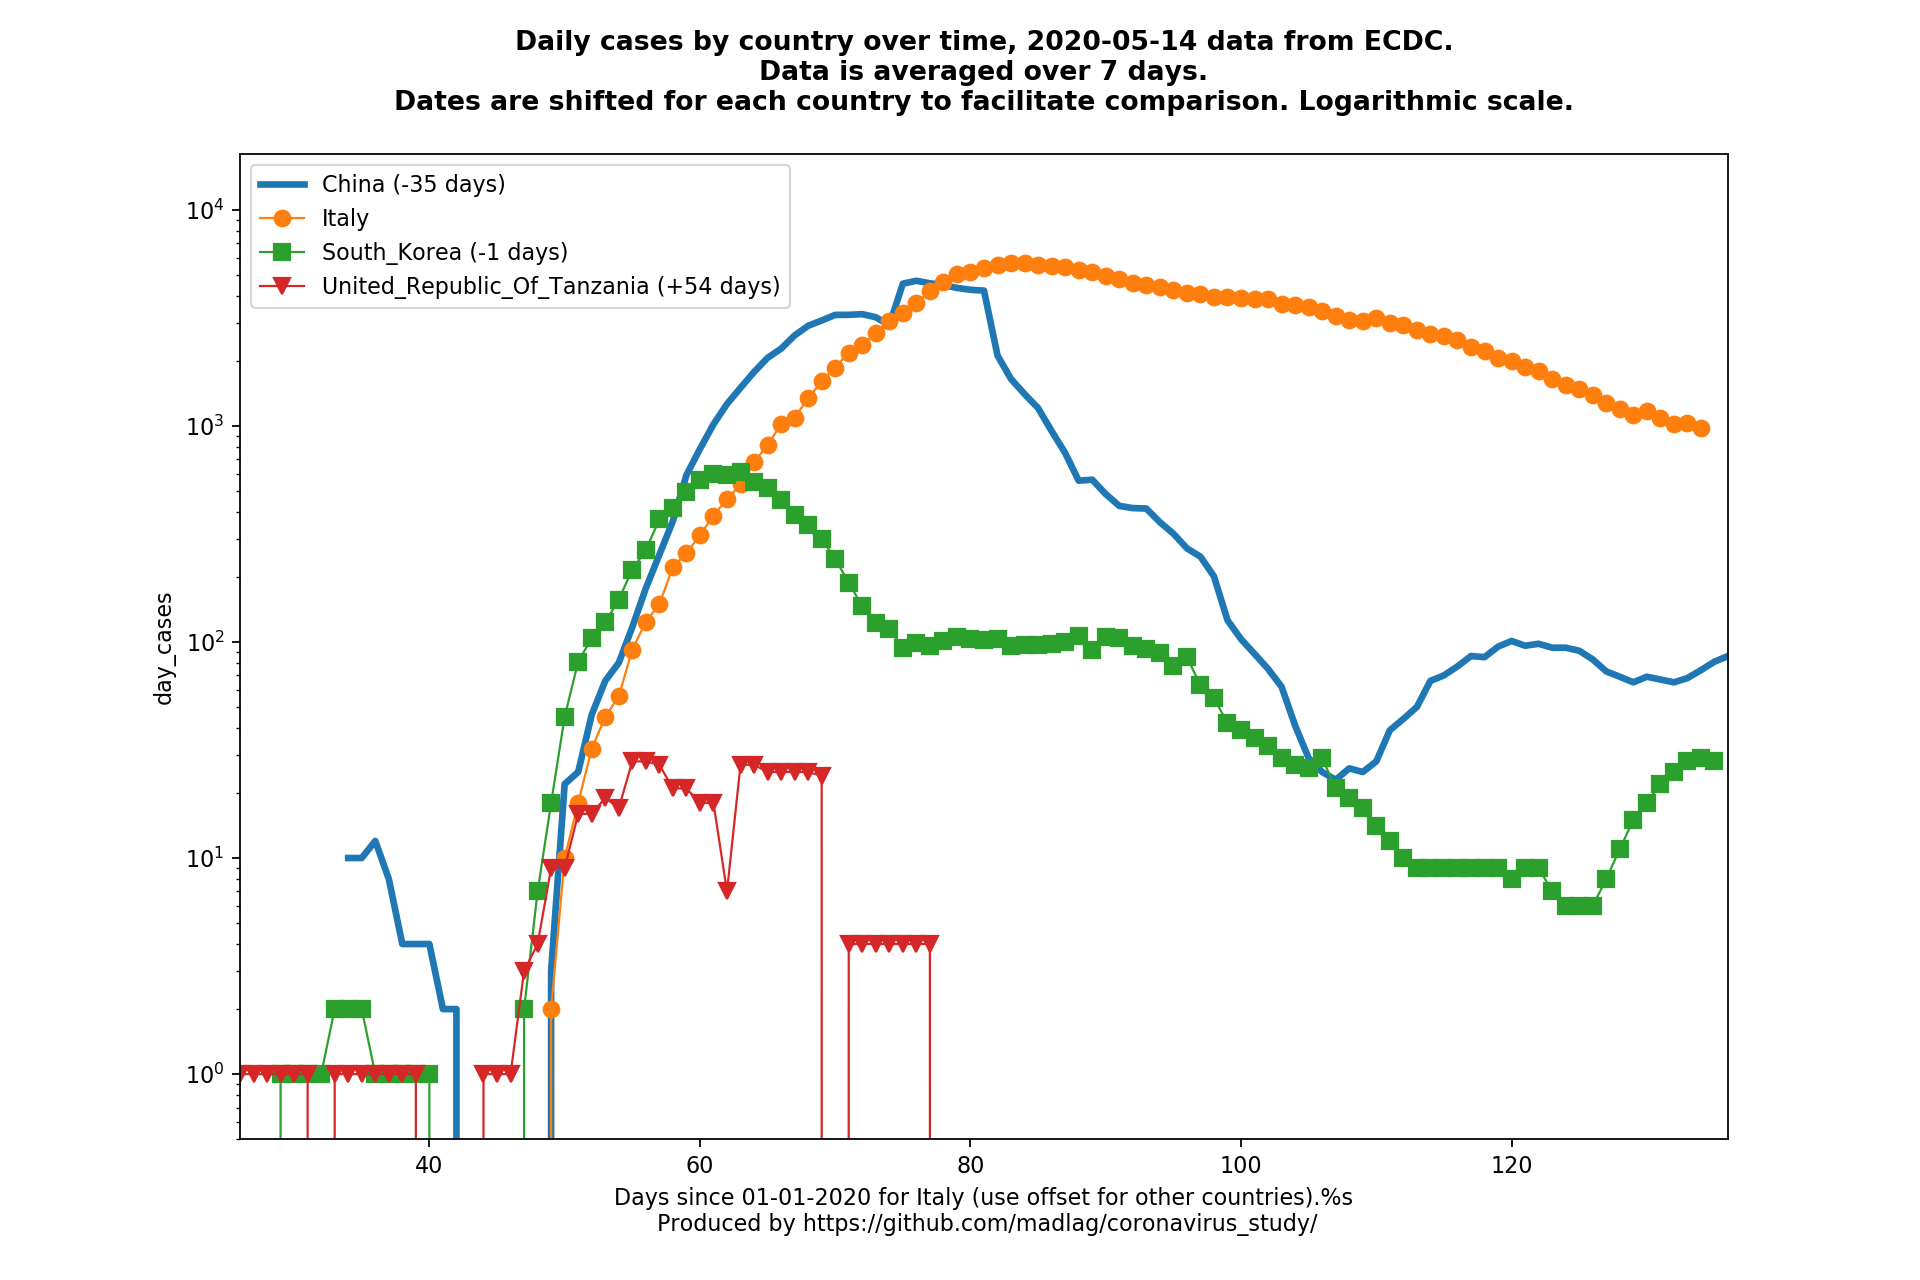 Daily cases by country over time, 2020-05-14 data from ECDC.
Data is averaged over 7 days.
Dates are shifted for each country to facilitate comparison. Logarithmic scale.
China (-35 days)
Italy
South_Korea (-1 days)
United_Republic_Of_Tanzania (+54 days)
10⁴
10³
10²
10¹
10⁰
day_cases
40 60 80 100 120
Days since 01-01-2020 for Italy (use offset for other countries).%s
Produced by https://github.com/madlag/coronavirus_study/